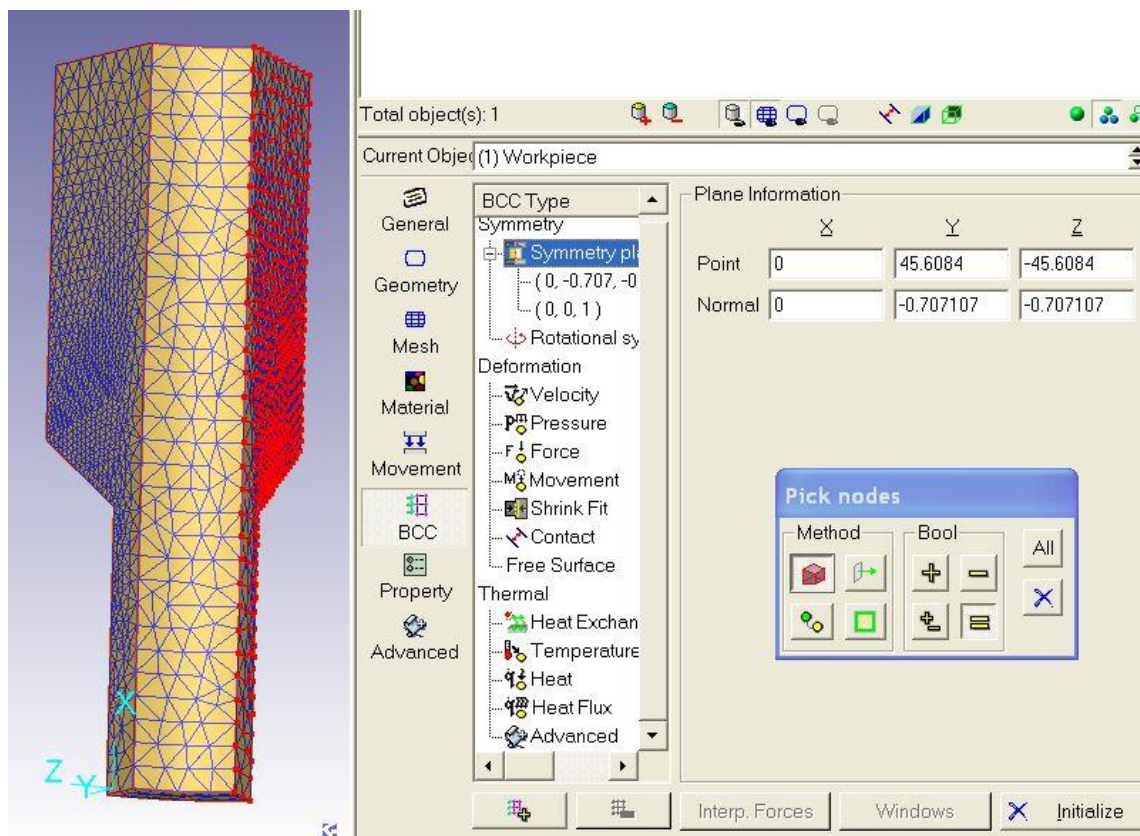 Total object(s): 1
Current Obje (1) Workpiece
General
Geometry
Mesh
Material
Movement
BCC
Property
Advanced
BCC Type
Symmetry
Symmetry pla
( 0, -0.707, -0
( 0, 0, 1 )
Rotational sy
Deformation
Velocity
Pressure
Force
Movement
Shrink Fit
Contact
Free Surface
Thermal
Heat Exchan
Temperature
Heat
Heat Flux
Advanced
Plane Information
X Y Z
Point 0 45.6084 -45.6084
Normal 0 -0.707107 -0.707107
Pick nodes
Method Bool
All
Interp. Forces Windows Initialize
X
Z Y